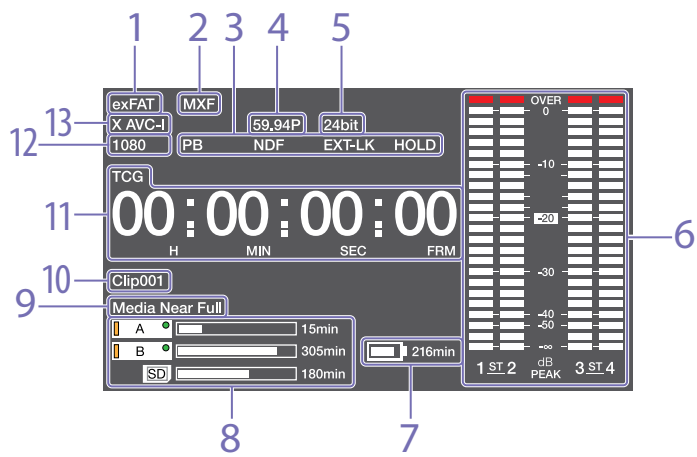 1 2 3 4 5
exFAT MXF OVER
13 X AVC-I 59.94P 24bit 0
12 1080 PB NDF EXT-LK HOLD
TCG -10
11 00:00:00:00 -20 6
H MIN SEC FRM
10 Clip001 -30
9 Media Near Full
A 15min -40
-50
B 305min 216min -∞
SD 180min 1 ST 2 dB 3 ST 4
PEAK
8 7